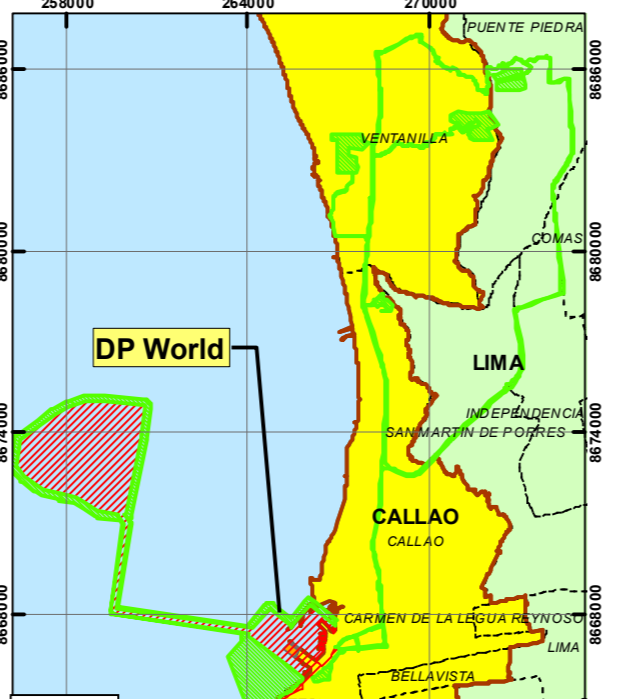 258000 264000 270000
PUENTE PIEDRA
8686000 8686000
VENTANILLA
COMAS
8680000 8680000
DP World
LIMA
INDEPENDENCIA
8674000 SAN MARTIN DE PORRES 8674000
CALLAO
CALLAO
8668000 CARMEN DE LA LEGUA REYNOSO 8668000
LIMA
BELLAVISTA